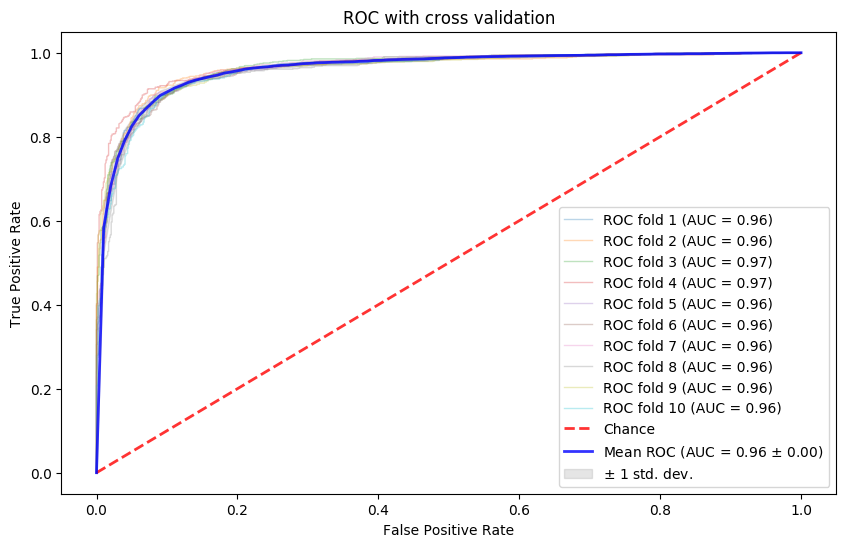 ROC with cross validation
True Positive Rate
1.0
0.8
0.6
0.4
0.2
0.0
ROC fold 1 (AUC = 0.96)
ROC fold 2 (AUC = 0.96)
ROC fold 3 (AUC = 0.97)
ROC fold 4 (AUC = 0.97)
ROC fold 5 (AUC = 0.96)
ROC fold 6 (AUC = 0.96)
ROC fold 7 (AUC = 0.96)
ROC fold 8 (AUC = 0.96)
ROC fold 9 (AUC = 0.96)
ROC fold 10 (AUC = 0.96)
Chance
Mean ROC (AUC = 0.96 ± 0.00)
± 1 std. dev.
0.0 0.2 0.4 0.6 0.8 1.0
False Positive Rate